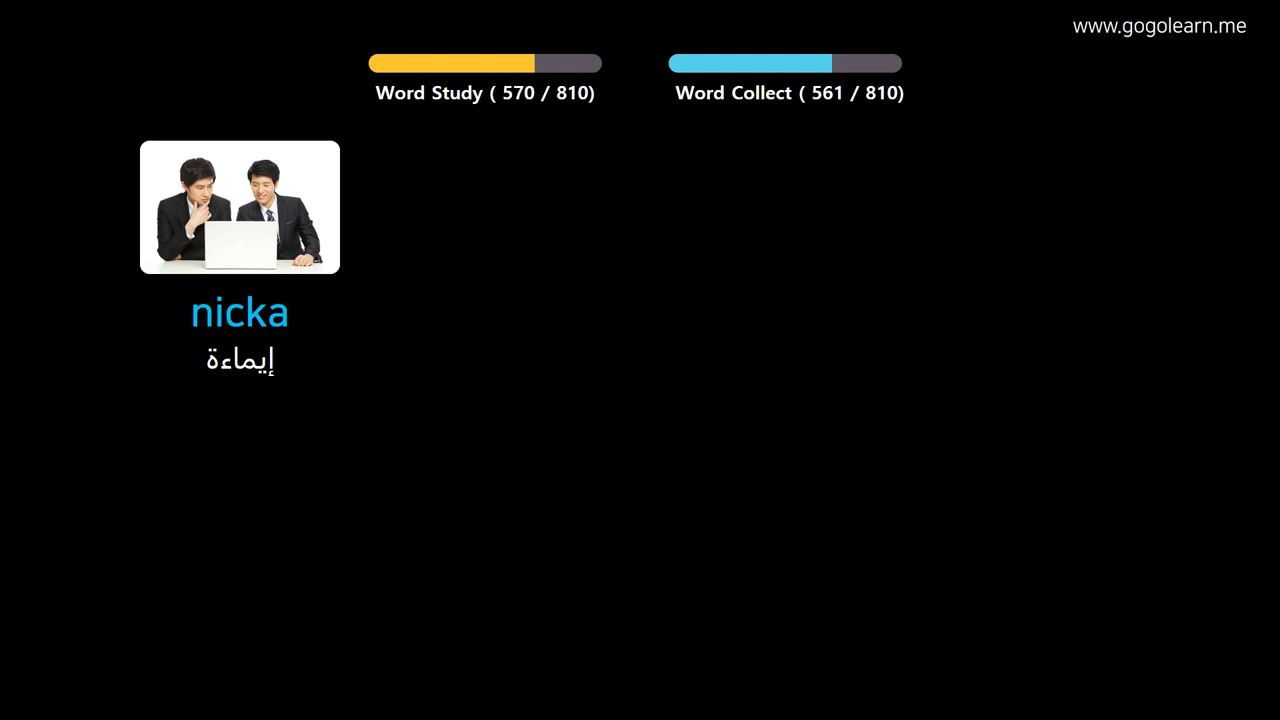 www.gogolearn.me
Word Study ( 570 / 810)
Word Collect ( 561 / 810)
nicka
إيماءة